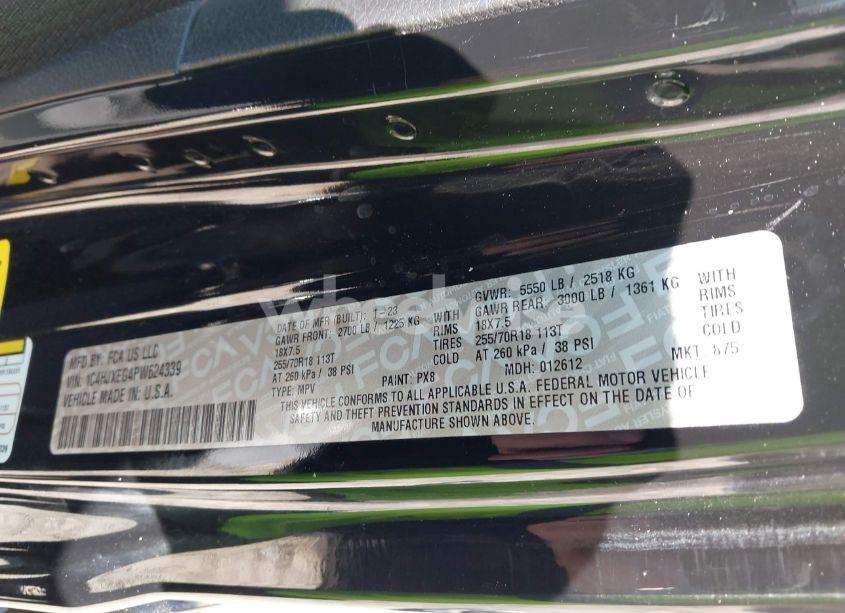 MFD BY: FCA US LLC
VIN: 1C4HJXEG4PW624339
VEHICLE MADE IN U.S.A.
DATE OF MFR (BUILT): 1-23
GAWR FRONT: 2700 LB / 1225 KG WITH
18X7.5 RIMS
255/70R18 113T TIRES
AT 260 kPa / 38 PSI COLD
TYPE: MPV
GVWR: 5550 LB / 2518 KG
GAWR REAR: 3000 LB / 1361 KG WITH
18X7.5 RIMS
255/70R18 113T TIRES
AT 260 kPa / 38 PSI COLD
PAINT: PX8
MDH: 012612
MKT: 875
THIS VEHICLE CONFORMS TO ALL APPLICABLE U.S.A. FEDERAL MOTOR VEHICLE
SAFETY AND THEFT PREVENTION STANDARDS IN EFFECT ON THE DATE OF
MANUFACTURE SHOWN ABOVE.